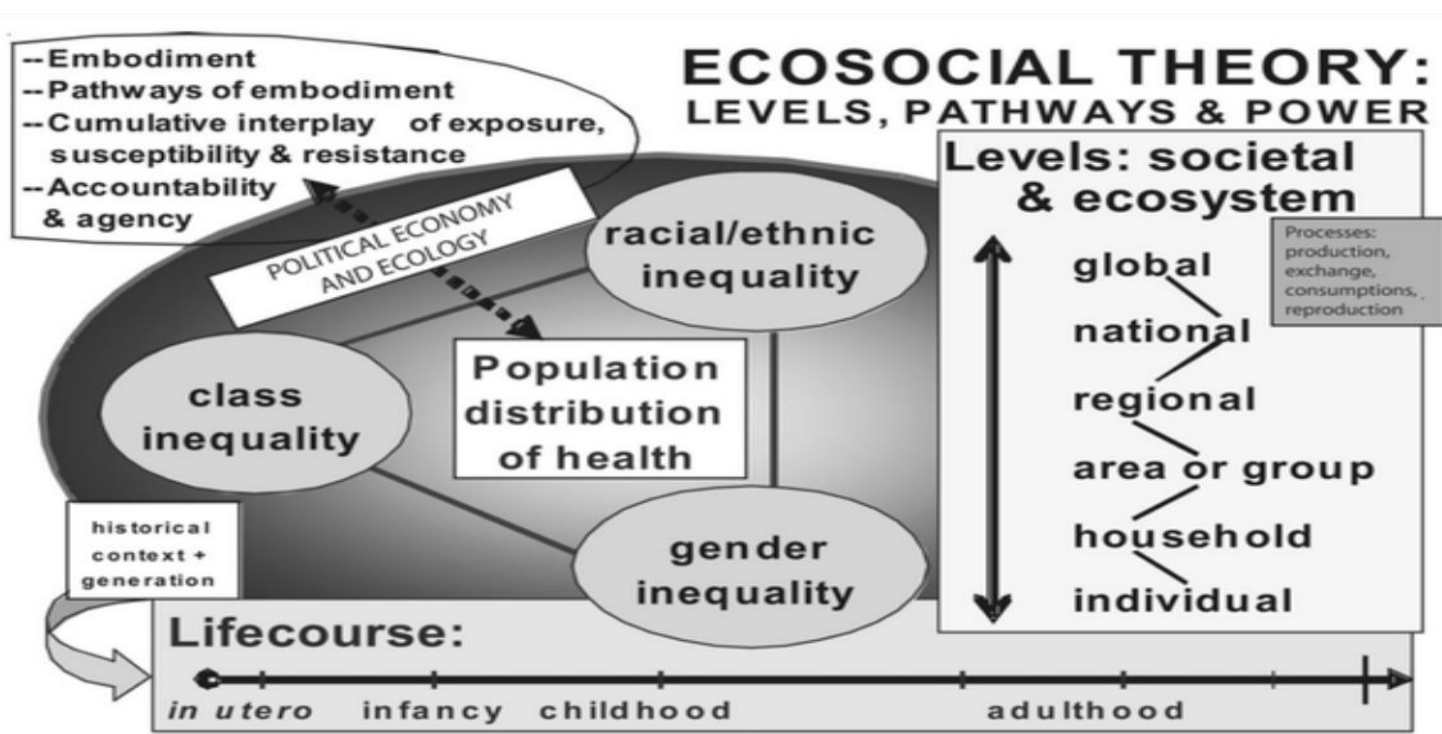 --Embodiment
--Pathways of embodiment
--Cumulative interplay of exposure,
susceptibility & resistance
--Accountability
& agency
ECOSOCIAL THEORY:
LEVELS, PATHWAYS & POWER
POLITICAL ECONOMY
AND ECOLOGY
racial/ethnic
inequality
class
inequality
Population
distribution
of health
gender
inequality
Levels: societal
& ecosystem
Processes:
production,
exchange,
consumptions,
reproduction
global
national
regional
area or group
household
individual
historical
context +
generation
Lifecourse:
in utero infancy childhood adulthood